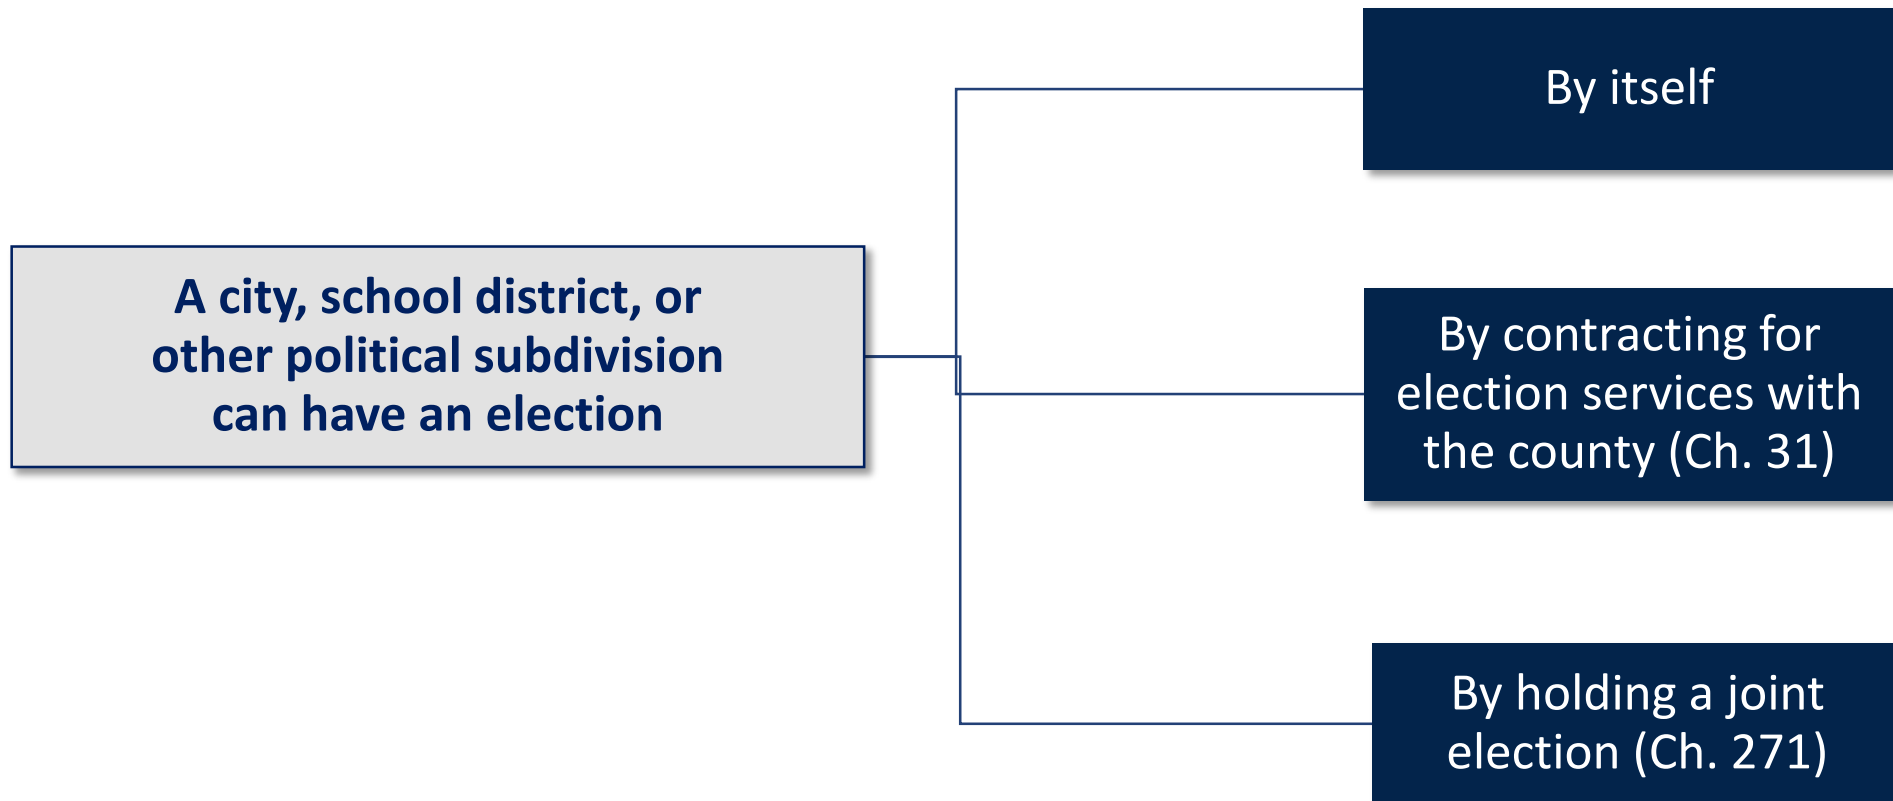 A city, school district, or
other political subdivision
can have an election
By itself
By contracting for
election services with
the county (Ch. 31)
By holding a joint
election (Ch. 271)